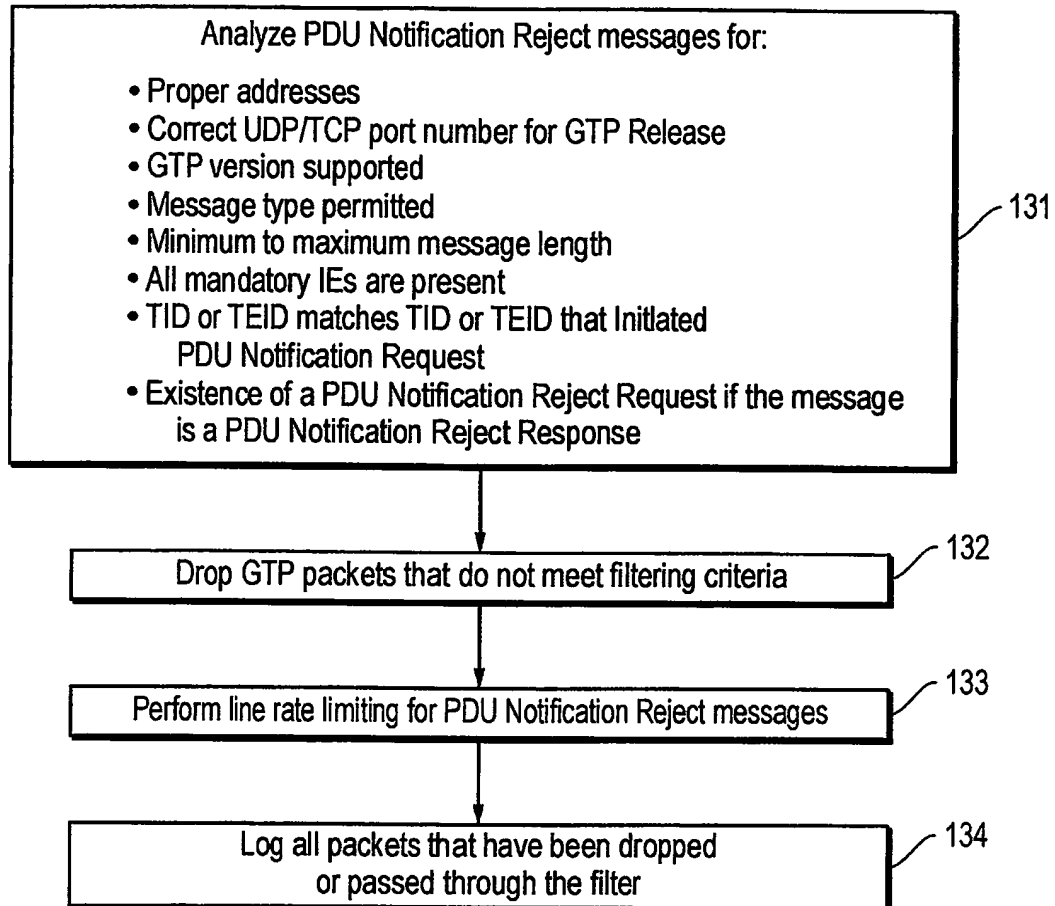 Analyze PDU Notification Reject messages for:
• Proper addresses
• Correct UDP/TCP port number for GTP Release
• GTP version supported
• Message type permitted
• Minimum to maximum message length
• All mandatory IEs are present
• TID or TEID matches TID or TEID that Initiated
PDU Notification Request
• Existence of a PDU Notification Reject Request if the message
is a PDU Notification Reject Response
131
Drop GTP packets that do not meet filtering criteria
132
Perform line rate limiting for PDU Notification Reject messages
133
Log all packets that have been dropped
or passed through the filter
134